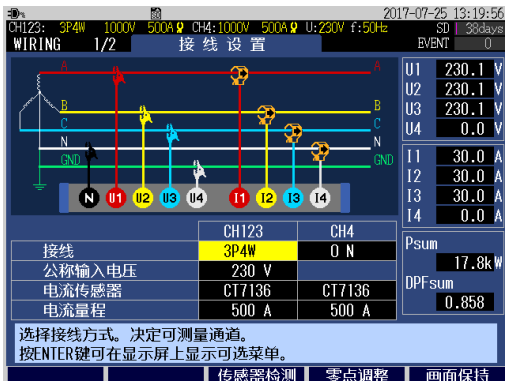 2017-07-25 13:19:56
CH123: 3P4W 1000V 500A CH4:1000V 500A U:230V f:50Hz SD 38days
WIRING 1/2 接线设置 EVENT 0
A A
B B
C C
N N
GND GND
N U1 U2 U3 U4 I1 I2 I3 I4
U1 230.1 V
U2 230.1 V
U3 230.1 V
U4 0.0 V
I1 30.0 A
I2 30.0 A
I3 30.0 A
I4 0.0 A
Psum
17.8kW
DPFsum
0.858
CH123 CH4
接线 3P4W ON
公称输入电压 230 V
电流传感器 CT7136 CT7136
电流量程 500 A 500 A
选择接线方式。决定可测量通道。
按ENTER键可在显示屏上显示可选菜单。
传感器检测 零点调整 画面保持